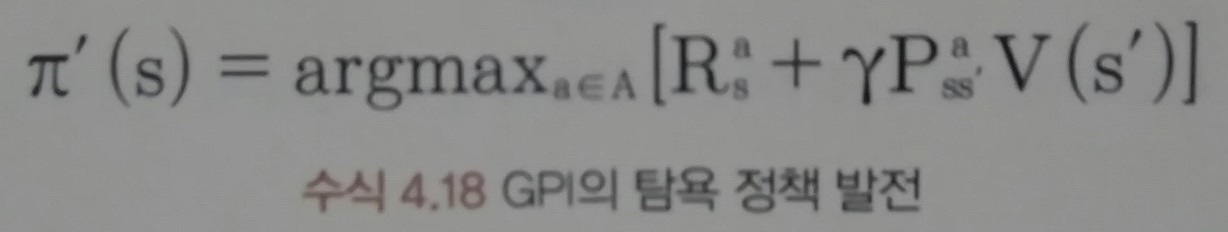 π′(s) = argmax_{a∈A}[R_s^a + γP_{ss′}^a V(s′)]
수식 4.18 GPI의 탐욕 정책 발전